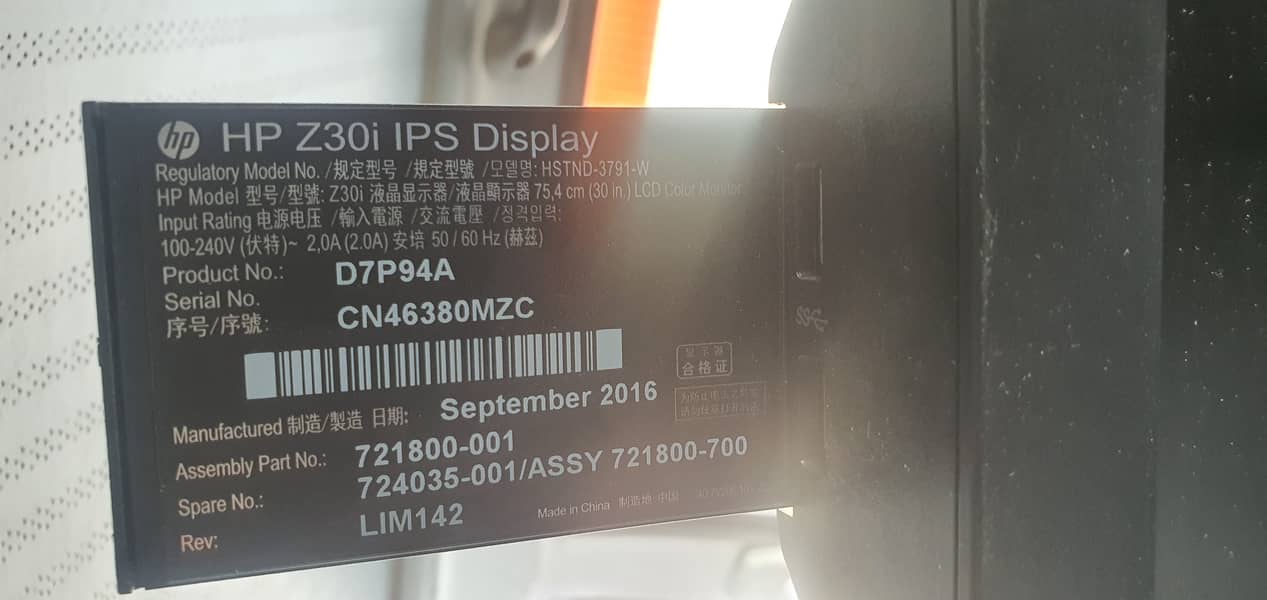 hp HP Z30i IPS Display
Regulatory Model No. /规定型号 /規定型號 /모델명: HSTND-3791-W
HP Model 型号/型號: Z30i 液晶显示器/液晶顯示器 75,4 cm (30 in.) LCD Color Monitor
Input Rating 电源电压 /輸入電源 /交流電壓 /정격입력:
100-240V (伏特)~ 2,0A (2.0A) 安培 50 / 60 Hz (赫茲)
Product No.: D7P94A
Serial No.
序号/序號: CN46380MZC
显示器
合格证
Manufactured 制造/製造 日期: September 2016
Assembly Part No.: 721800-001
Spare No.: 724035-001/ASSY 721800-700
Rev: LIM142
Made in China 制造地:中国